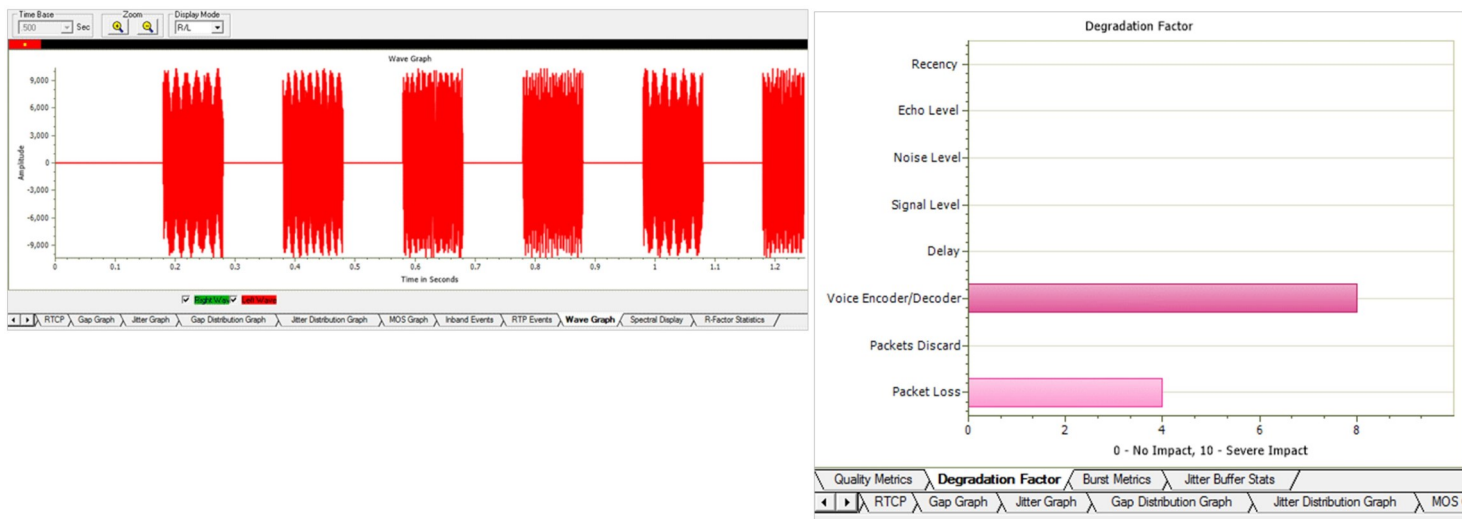 Time Base
Zoom
Display Mode
500
Sec
R/L
Wave Graph
Amplitude
9,000
6,000
3,000
0
-3,000
-6,000
-9,000
0 0.1 0.2 0.3 0.4 0.5 0.6 0.7 0.8 0.9 1 1.1 1.2
Time in Seconds
Right Wav
Left Wave
RTCP Gap Graph Jitter Graph Gap Distribution Graph Jitter Distribution Graph MOS Graph Inband Events RTP Events Wave Graph Spectral Display R-Factor Statistics
Degradation Factor
Recency
Echo Level
Noise Level
Signal Level
Delay
Voice Encoder/Decoder
Packets Discard
Packet Loss
0 2 4 6 8
0 - No Impact, 10 - Severe Impact
Quality Metrics Degradation Factor Burst Metrics Jitter Buffer Stats
RTCP Gap Graph Jitter Graph Gap Distribution Graph Jitter Distribution Graph MOS